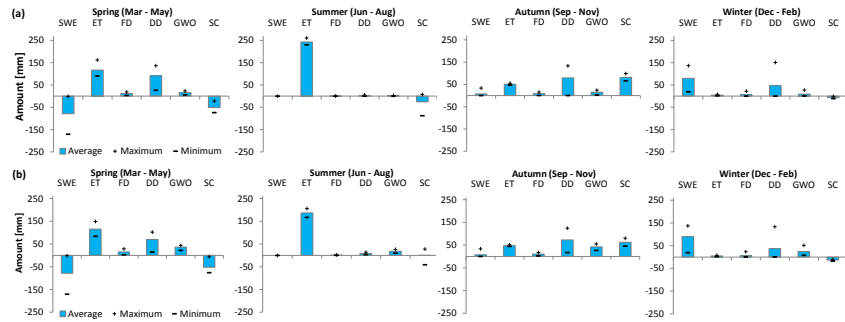 (a)
Spring (Mar - May)
Summer (Jun - Aug)
Autumn (Sep - Nov)
Winter (Dec - Feb)
SWE ET FD DD GWO SC
SWE ET FD DD GWO SC
SWE ET FD DD GWO SC
SWE ET FD DD GWO SC
Amount [mm]
250
150
50
-50
-150
-250
250
150
50
-50
-150
-250
250
150
50
-50
-150
-250
250
150
50
-50
-150
-250
Average Maximum Minimum
(b)
Spring (Mar - May)
Summer (Jun - Aug)
Autumn (Sep - Nov)
Winter (Dec - Feb)
SWE ET FD DD GWO SC
SWE ET FD DD GWO SC
SWE ET FD DD GWO SC
SWE ET FD DD GWO SC
Amount [mm]
250
150
50
-50
-150
-250
250
150
50
-50
-150
-250
250
150
50
-50
-150
-250
250
150
50
-50
-150
-250
Average Maximum Minimum